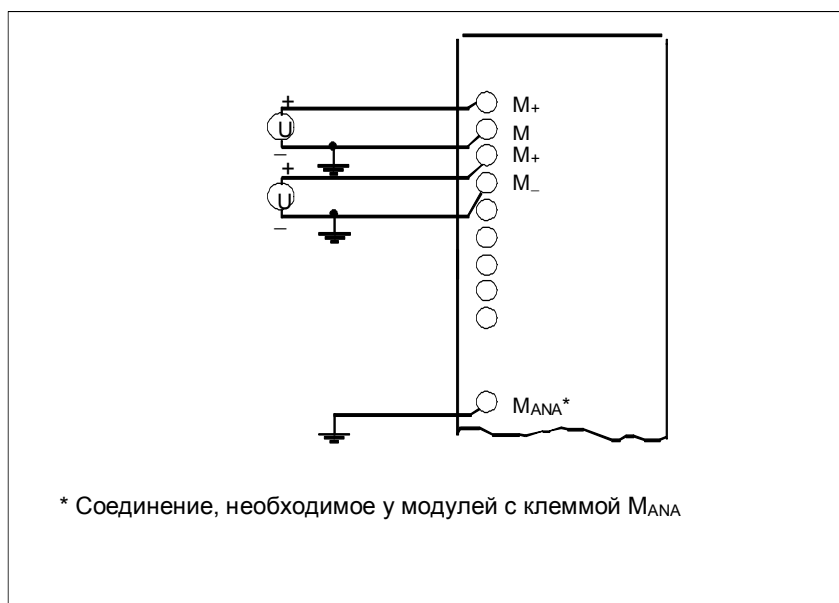 +
M+
U
M
–
+
M+
U
M–
–
MANA*
* Соединение, необходимое у модулей с клеммой MANA